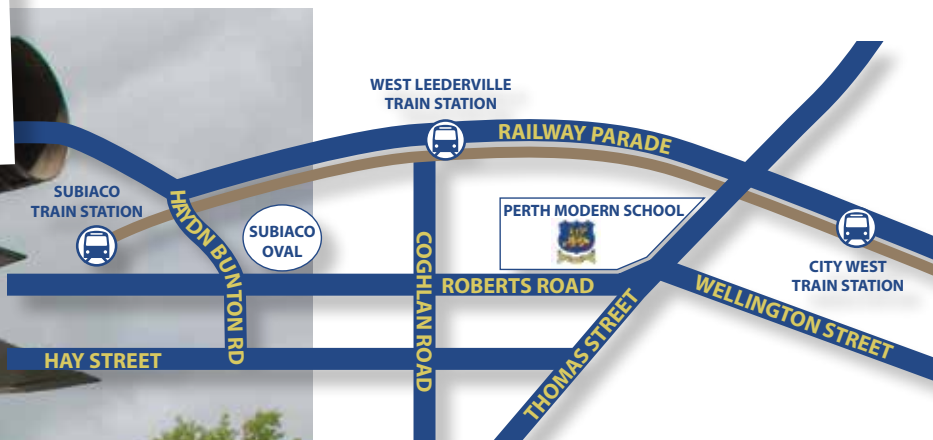 WEST LEEDERVILLE
TRAIN STATION
RAILWAY PARADE
SUBIACO
TRAIN STATION
HAYDN BUNTON RD
SUBIACO
OVAL
PERTH MODERN SCHOOL
COGHLAN ROAD
ROBERTS ROAD
CITY WEST
TRAIN STATION
WELLINGTON STREET
THOMAS STREET
HAY STREET